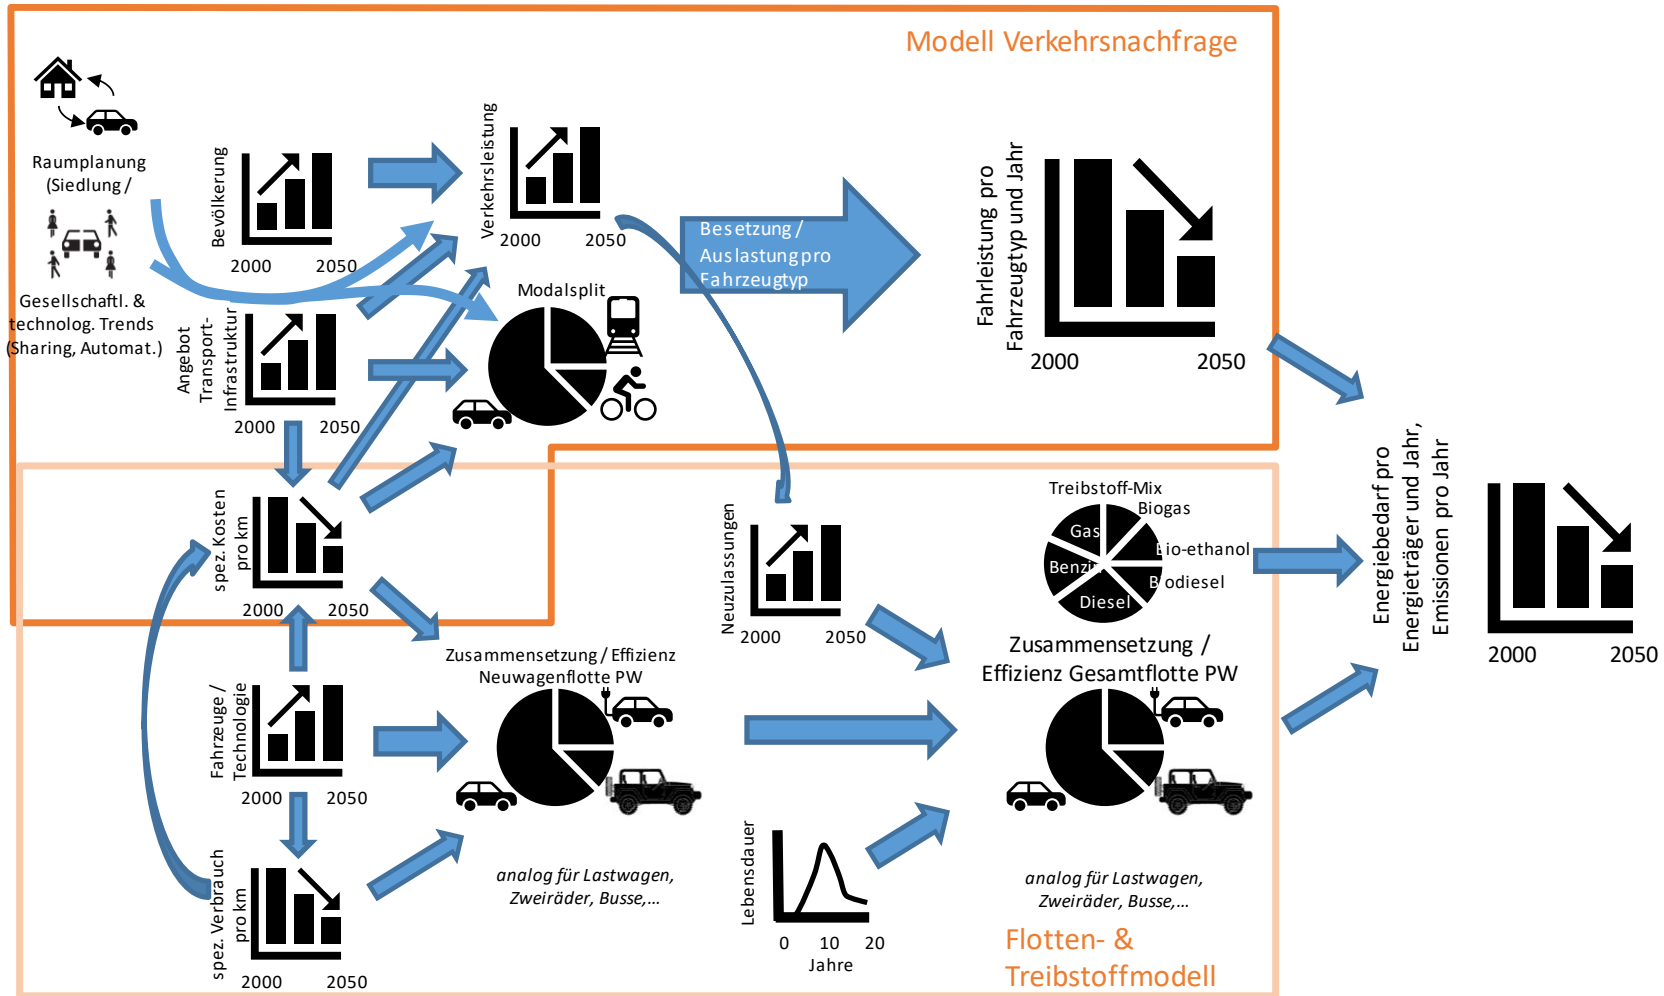 Modell Verkehrsnachfrage
Raumplanung
(Siedlung /
Gesellschaftl. &
technolog. Trends
(Sharing, Automat.)
Bevölkerung
2000 2050
Verkehrsleistung
2000 2050
Angebot
Transport-
Infrastruktur
2000 2050
Modalsplit
Besetzung /
Auslastung pro
Fahrzeugtyp
Fahrleistung pro
Fahrzeugtyp und Jahr
2000 2050
spez. Kosten
pro km
2000 2050
Fahrzeuge /
Technologie
2000 2050
spez. Verbrauch
pro km
2000 2050
Zusammensetzung / Effizienz
Neuwagenflotte PW
analog für Lastwagen,
Zweiräder, Busse,...
Neuzulassungen
2000 2050
Lebensdauer
0 10 20
Jahre
Treibstoff-Mix
Biogas
Gas
Bio-ethanol
Benzin
Biodiesel
Diesel
Zusammensetzung /
Effizienz Gesamtflotte PW
analog für Lastwagen,
Zweiräder, Busse,...
Flotten- &
Treibstoffmodell
Energiebedarf pro
Energieträger und Jahr,
Emissionen pro Jahr
2000 2050